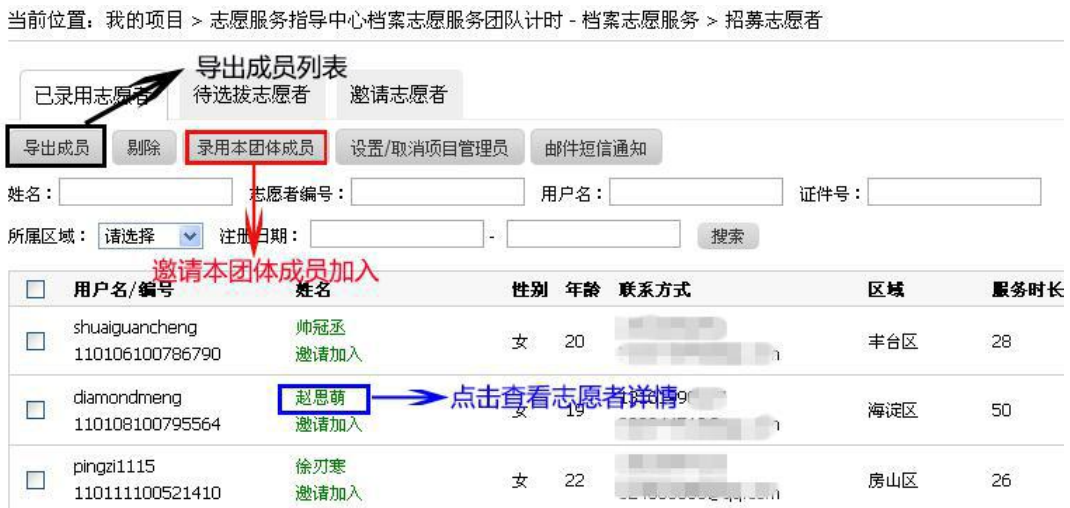 当前位置：我的项目 > 志愿服务指导中心档案志愿服务团队计时 - 档案志愿服务 > 招募志愿者
导出成员列表
已录用志愿者 待选拔志愿者 邀请志愿者
导出成员 剔除 录用本团体成员 设置/取消项目管理员 邮件短信通知
姓名： 志愿者编号： 用户名： 证件号：
所属区域： 请选择 注册日期： - 搜索
邀请本团体成员加入
用户名/编号 姓名 性别 年龄 联系方式 区域 服务时长
shuaiguancheng 帅冠丞 女 20 丰台区 28
110106100786790 邀请加入
diamondmeng 赵思萌 点击查看志愿者详情 女 19 海淀区 50
110108100795564 邀请加入
pingzi1115 徐刃寒 女 22 房山区 26
110111100521410 邀请加入